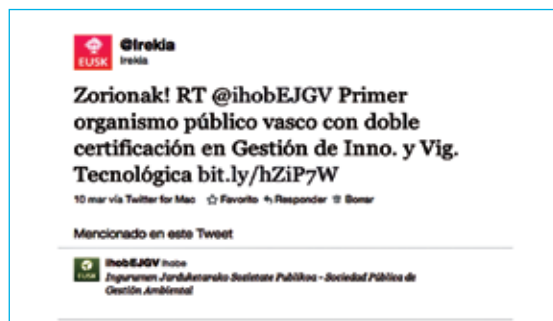 @Irekia
Irekia
EUSK
Zorionak! RT @ihobEJGV Primer
organismo público vasco con doble
certificación en Gestión de Inno. y Vig.
Tecnológica bit.ly/hZiP7W
10 mar vía Twitter for Mac Favorito Responder Borrar
Mencionado en este Tweet
ihobEJGV ihobe
EUSK
Ingurumen Jarduketarako Sozietate Publikoa - Sociedad Pública de
Gestión Ambiental